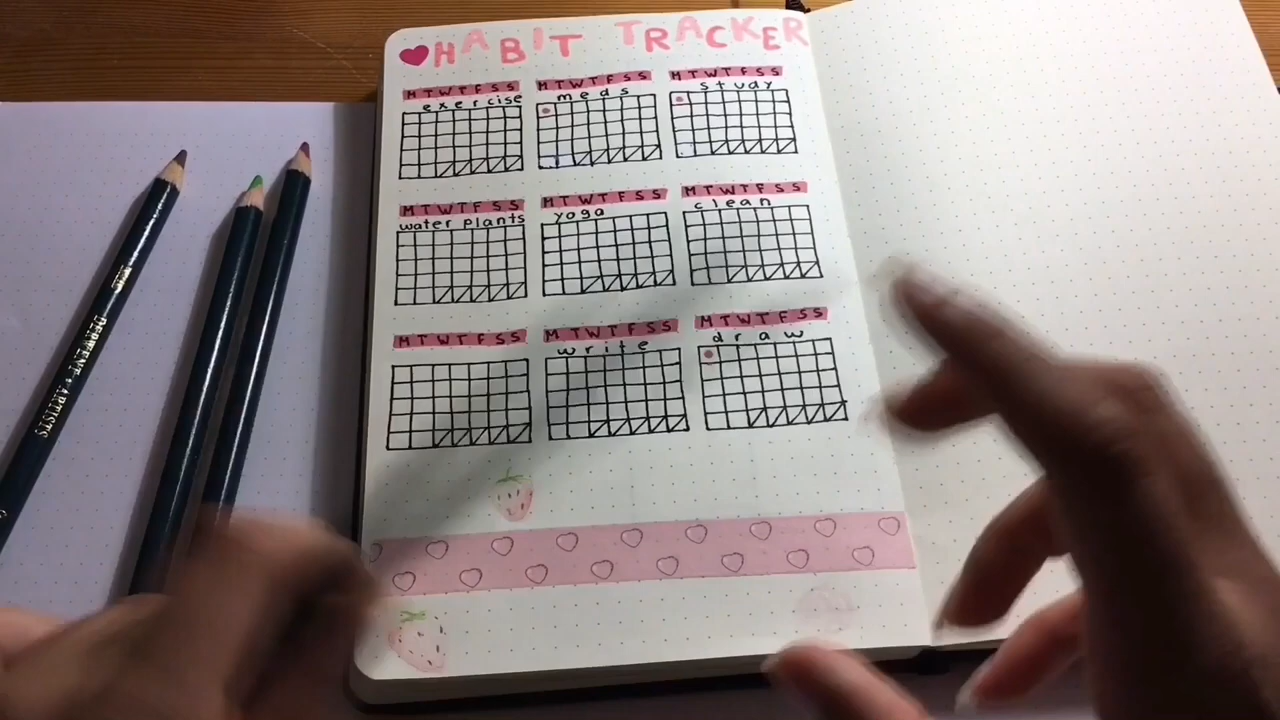 HABIT TRACKER
MTWTFSS MTWTFSS MTWTFSS
exercise meds study
MTWTFSS MTWTFSS MTWTFSS
water plants yoga clean
MTWTFSS MTWTFSS MTWTFSS
write draw
DERWENT ARTISTS